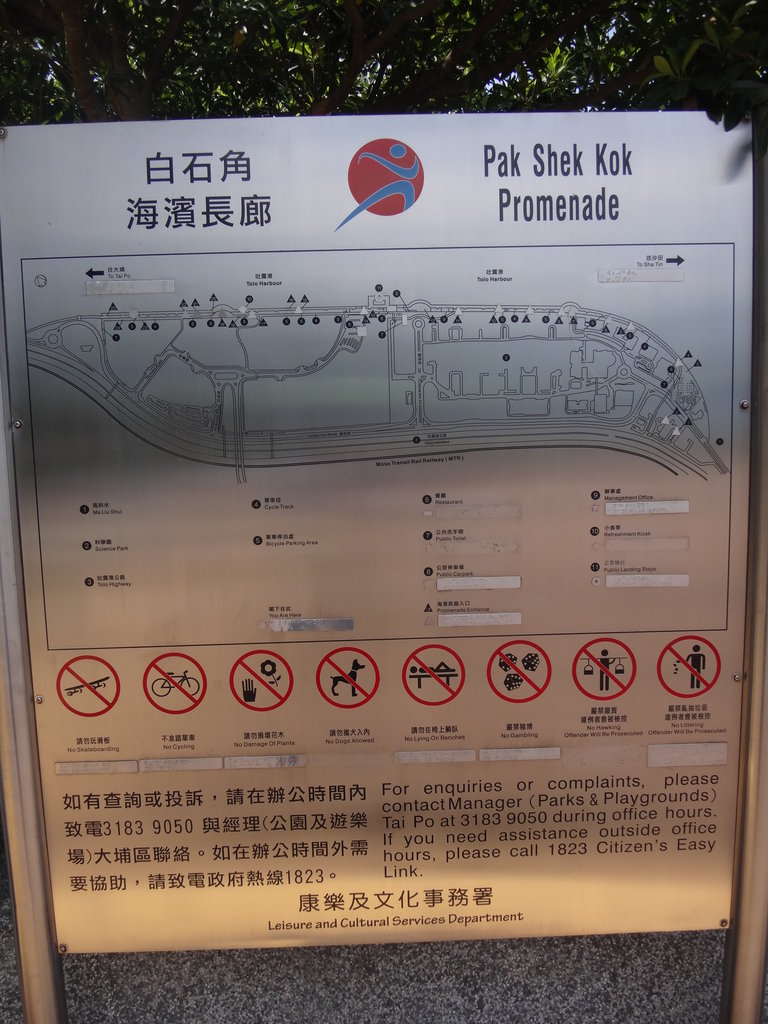 白石角
海濱長廊
Pak Shek Kok
Promenade
往大埔
To Tai Po
吐露港
Tolo Harbour
吐露港
Tolo Harbour
往沙田
To Sha Tin
Mass Transit Rail Railway (MTR)
1 馬料水
Ma Liu Shui
2 科學園
Science Park
3 吐露港公路
Tolo Highway
4 單車徑
Cycle Track
5 單車停泊處
Bicycle Parking Area
閣下在此
You Are Here
6 餐廳
Restaurant
7 公共洗手間
Public Toilet
8 公眾停車場
Public Carpark
海濱長廊入口
Promenade Entrance
9 辦事處
Management Office
10 小食亭
Refreshment Kiosk
11 公眾梯台
Public Landing Steps
請勿玩滑板
No Skateboarding
不准踏單車
No Cycling
請勿損壞花木
No Damage Of Plants
請勿攜犬入內
No Dogs Allowed
請勿在椅上躺臥
No Lying On Benches
嚴禁賭博
No Gambling
嚴禁擺賣
違例者會被檢控
No Hawking
Offender Will Be Prosecuted
嚴禁亂拋垃圾
違例者會被檢控
No Littering
Offender Will Be Prosecuted
如有查詢或投訴，請在辦公時間內
致電3183 9050 與經理(公園及遊樂
場)大埔區聯絡。如在辦公時間外需
要協助，請致電政府熱線1823。
For enquiries or complaints, please
contact Manager (Parks & Playgrounds)
Tai Po at 3183 9050 during office hours.
If you need assistance outside office
hours, please call 1823 Citizen's Easy
Link.
康樂及文化事務署
Leisure and Cultural Services Department